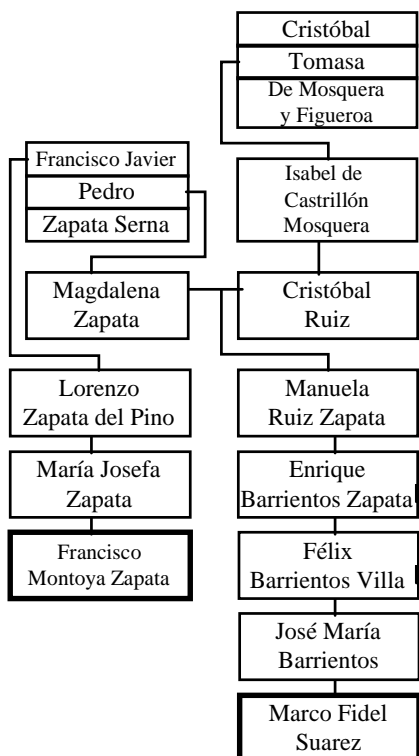 Cristóbal
Tomasa
De Mosquera
y Figueroa
Francisco Javier
Pedro
Zapata Serna
Isabel de
Castrillón
Mosquera
Magdalena
Zapata
Cristóbal
Ruiz
Lorenzo
Zapata del Pino
Manuela
Ruiz Zapata
María Josefa
Zapata
Enrique
Barrientos Zapata
Francisco
Montoya Zapata
Félix
Barrientos Villa
José María
Barrientos
Marco Fidel
Suarez